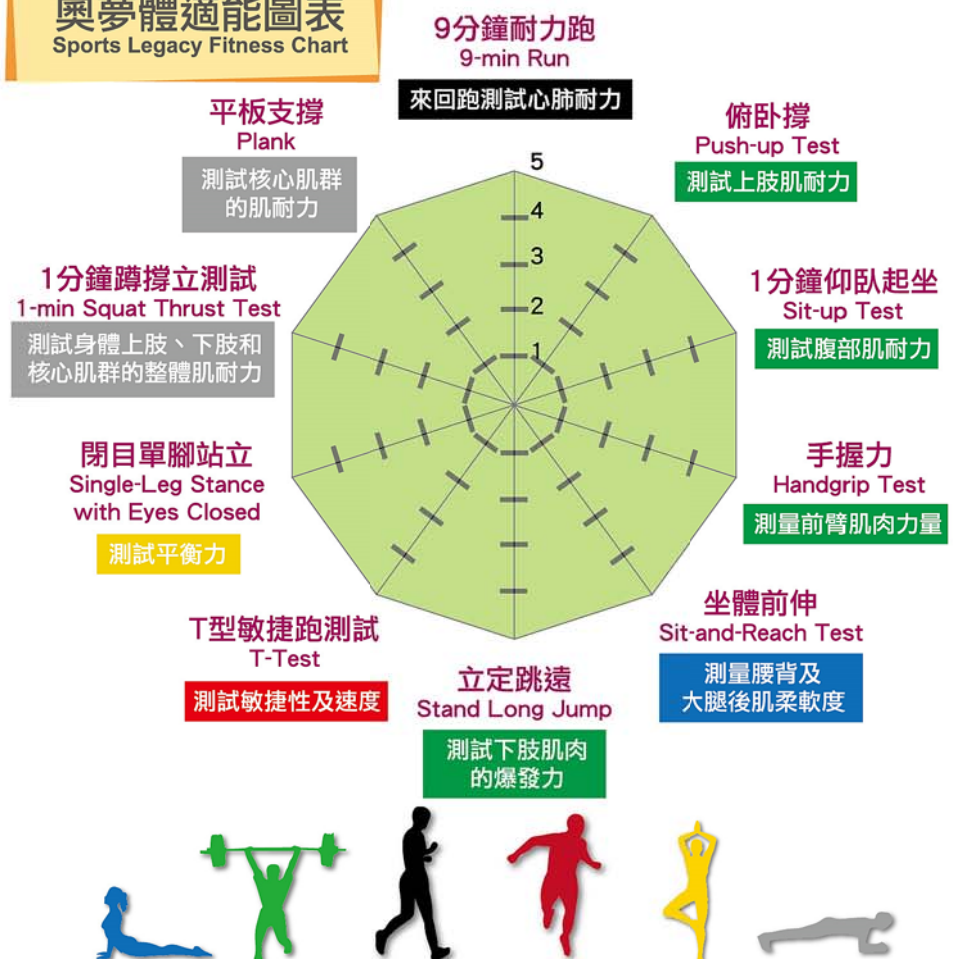 奧夢體適能圖表
Sports Legacy Fitness Chart
9分鐘耐力跑
9-min Run
來回跑測試心肺耐力
平板支撐
Plank
測試核心肌群
的肌耐力
俯卧撐
Push-up Test
測試上肢肌耐力
5
4
3
2
1
1分鐘蹲撐立測試
1-min Squat Thrust Test
測試身體上肢、下肢和
核心肌群的整體肌耐力
1分鐘仰臥起坐
Sit-up Test
測試腹部肌耐力
閉目單腳站立
Single-Leg Stance
with Eyes Closed
測試平衡力
手握力
Handgrip Test
測量前臂肌肉力量
T型敏捷跑測試
T-Test
測試敏捷性及速度
坐體前伸
Sit-and-Reach Test
測量腰背及
大腿後肌柔軟度
立定跳遠
Stand Long Jump
測試下肢肌肉
的爆發力